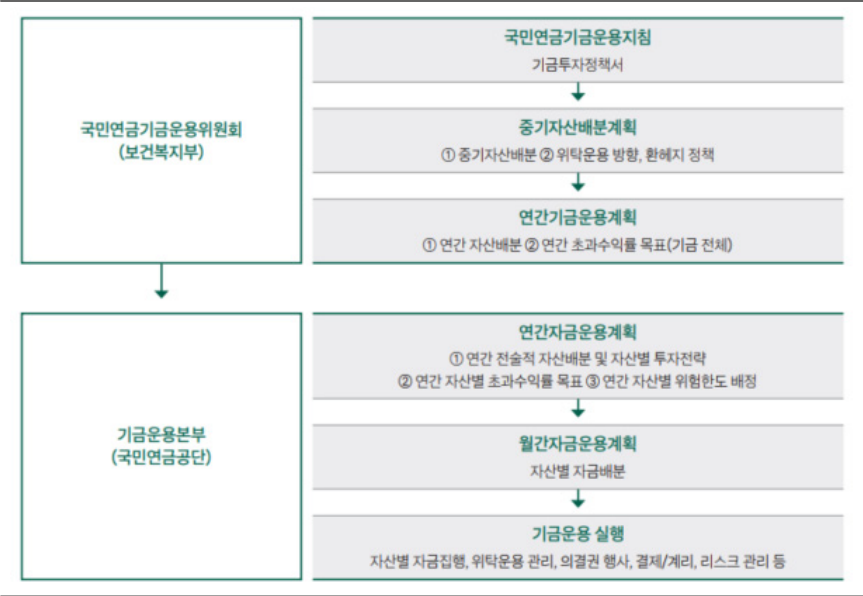 국민연금기금운용위원회
(보건복지부)
국민연금기금운용지침
기금투자정책서
중기자산배분계획
① 중기자산배분 ② 위탁운용 방향, 환헤지 정책
연간기금운용계획
① 연간 자산배분 ② 연간 초과수익률 목표(기금 전체)
기금운용본부
(국민연금공단)
연간자금운용계획
① 연간 전술적 자산배분 및 자산별 투자전략
② 연간 자산별 초과수익률 목표 ③ 연간 자산별 위험한도 배정
월간자금운용계획
자산별 자금배분
기금운용 실행
자산별 자금집행, 위탁운용 관리, 의결권 행사, 결제/계리, 리스크 관리 등